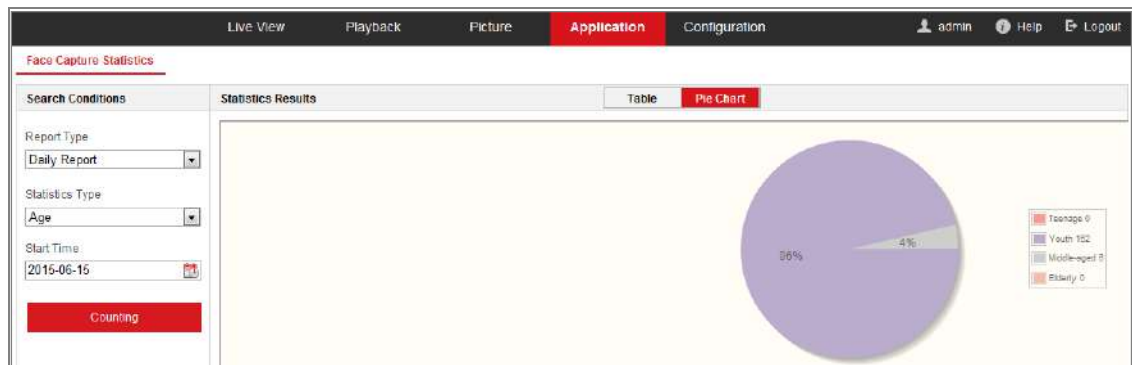 Live View Playback Picture Application Configuration admin Help Logout
Face Capture Statistics
Search Conditions
Statistics Results
Table Pie Chart
Report Type
Daily Report
Statistics Type
Age
Start Time
2015-06-15
Counting
96%
4%
Teenage 0
Youth 152
Middle-aged 6
Elderly 0